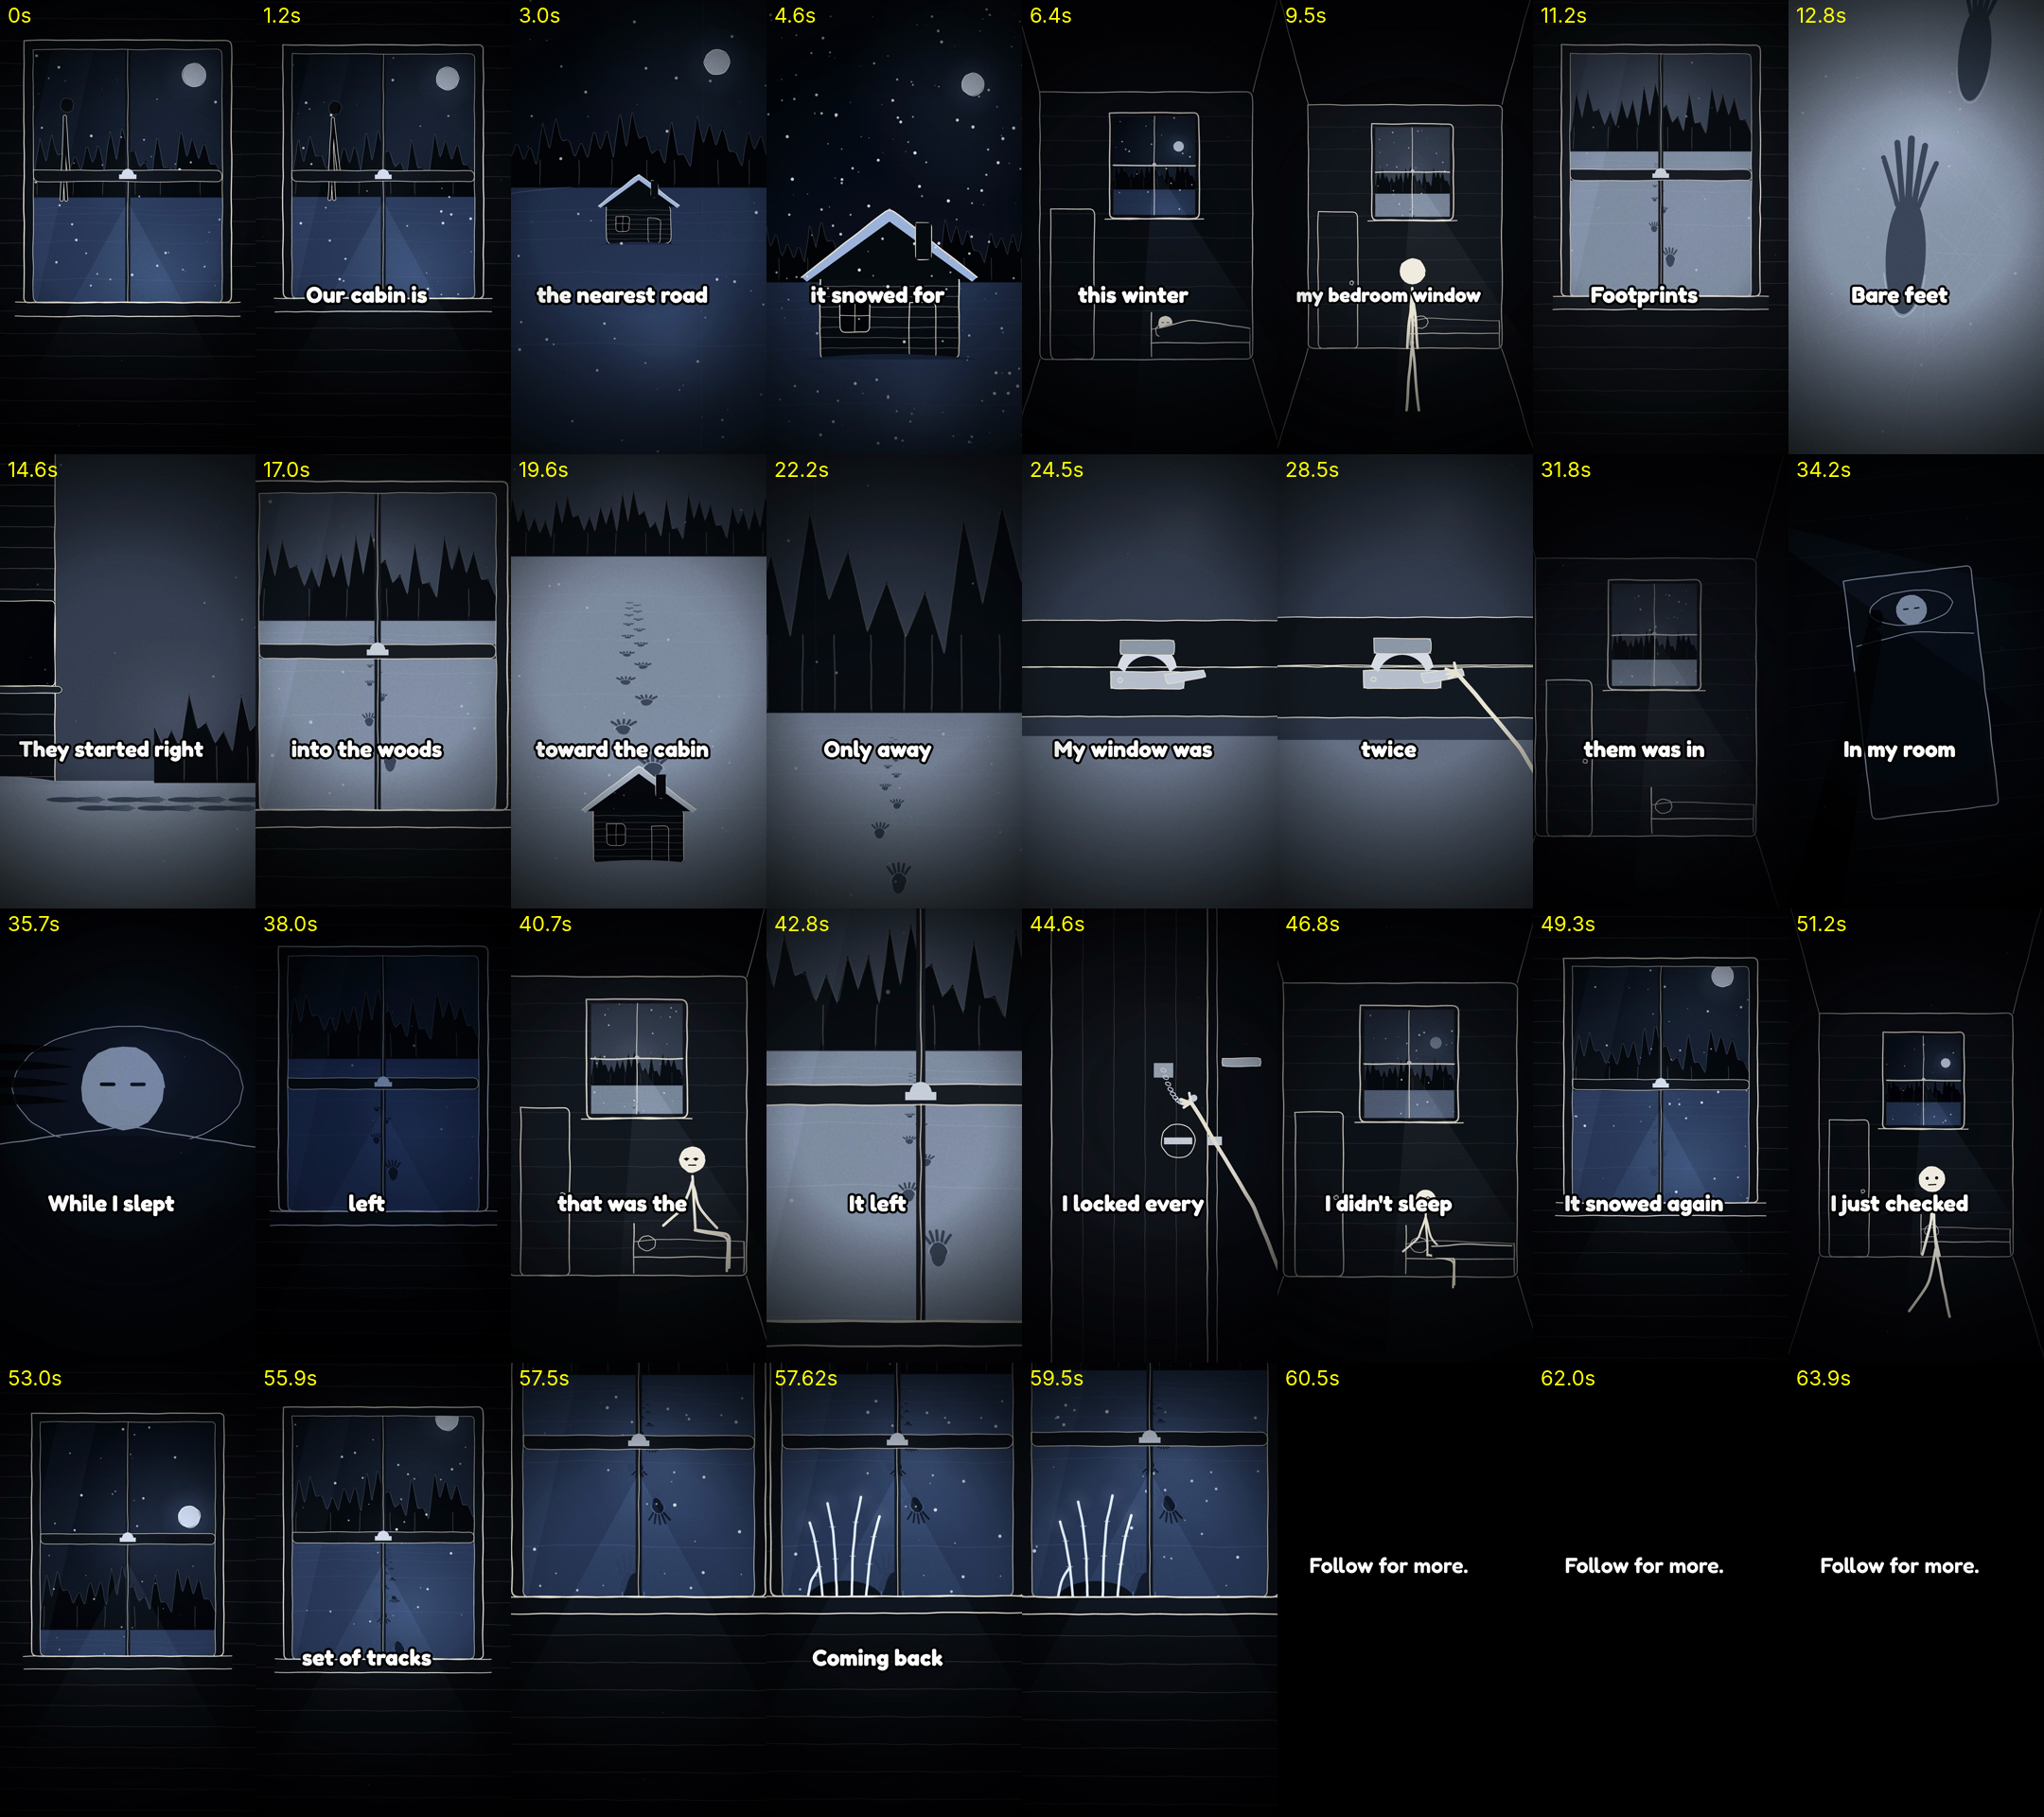 0s
1.2s
3.0s
4.6s
6.4s
9.5s
11.2s
12.8s
Our cabin is
the nearest road
it snowed for
this winter
my bedroom window
Footprints
Bare feet
14.6s
17.0s
19.6s
22.2s
24.5s
28.5s
31.8s
34.2s
They started right
into the woods
toward the cabin
Only away
My window was
twice
them was in
In my room
35.7s
38.0s
40.7s
42.8s
44.6s
46.8s
49.3s
51.2s
While I slept
left
that was the
It left
I locked every
I didn't sleep
It snowed again
I just checked
53.0s
55.9s
57.5s
57.62s
59.5s
60.5s
62.0s
63.9s
Follow for more.
Follow for more.
Follow for more.
set of tracks
Coming back